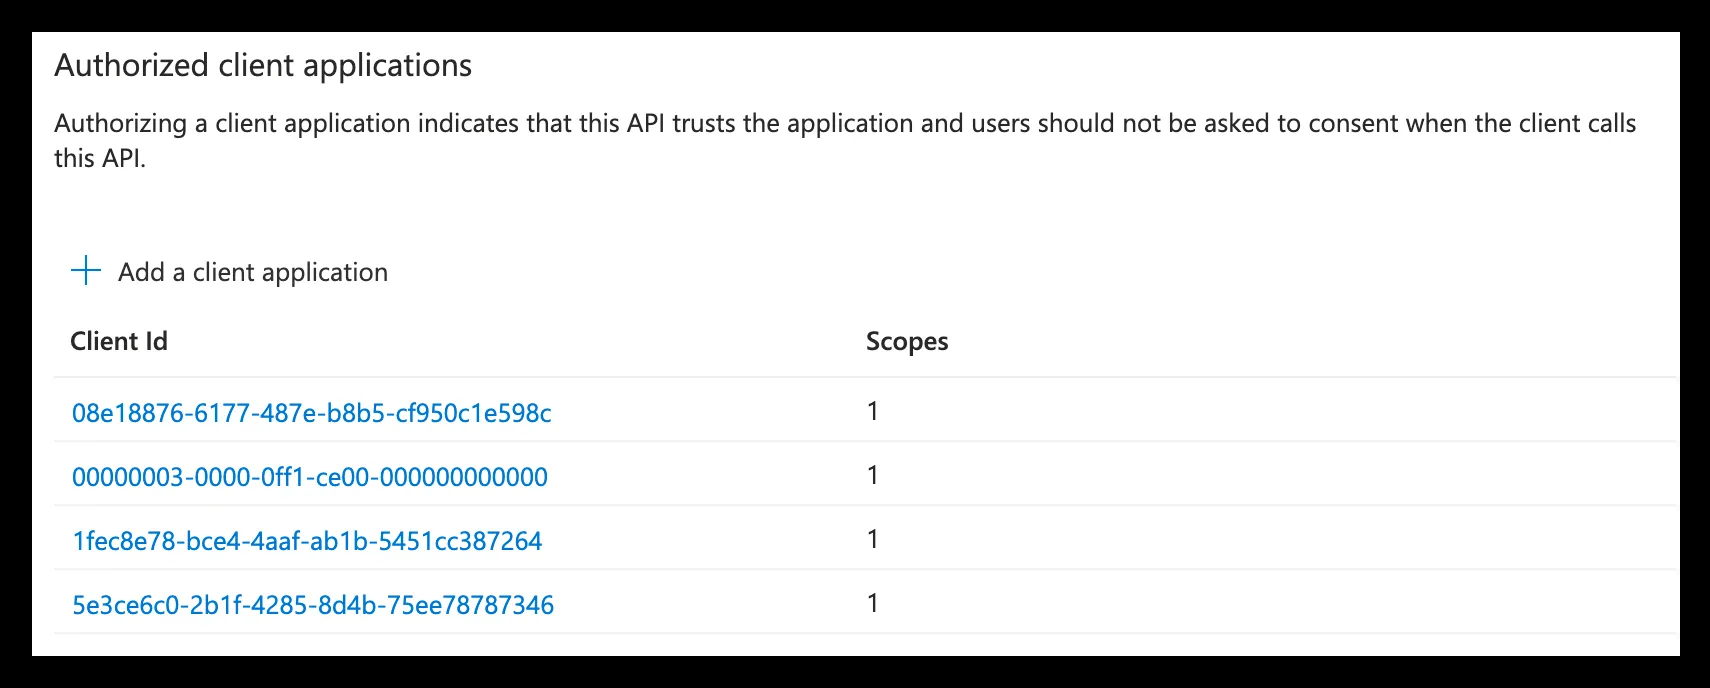 Authorized client applications
Authorizing a client application indicates that this API trusts the application and users should not be asked to consent when the client calls
this API.
Add a client application
Client Id Scopes
08e18876-6177-487e-b8b5-cf950c1e598c 1
00000003-0000-0ff1-ce00-000000000000 1
1fec8e78-bce4-4aaf-ab1b-5451cc387264 1
5e3ce6c0-2b1f-4285-8d4b-75ee78787346 1